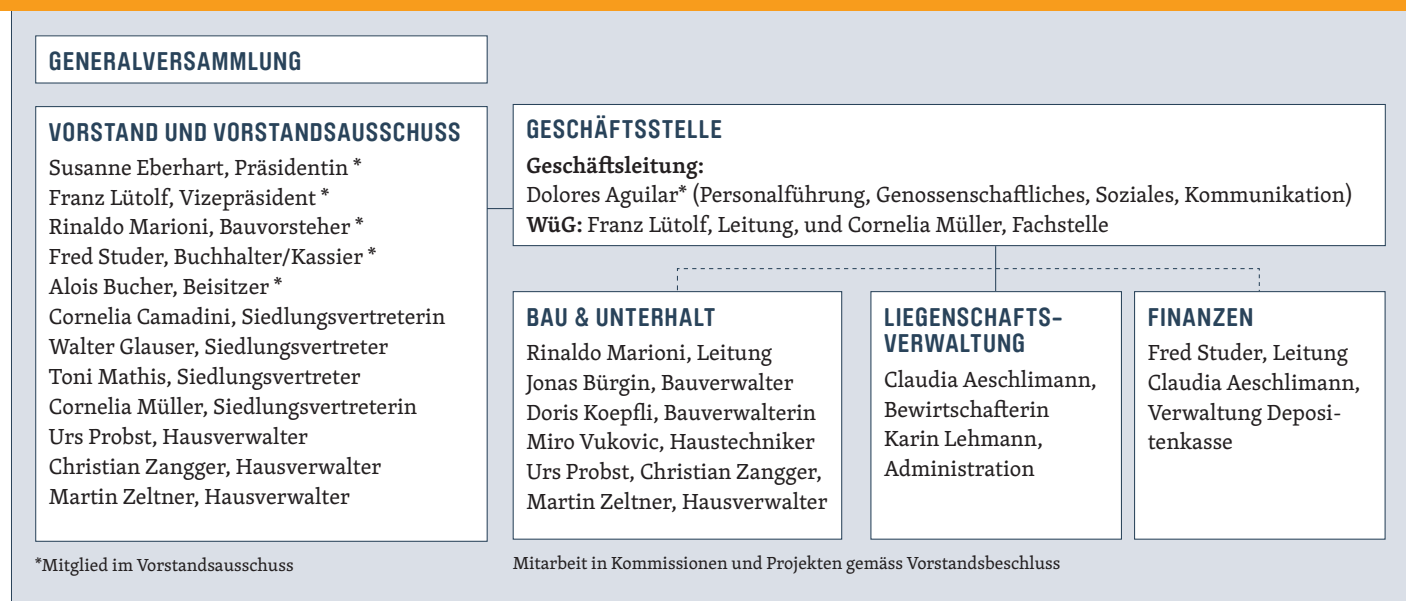 GENERALVERSAMMLUNG
VORSTAND UND VORSTANDSAUSSCHUSS
Susanne Eberhart, Präsidentin *
Franz Lütolf, Vizepräsident *
Rinaldo Marioni, Bauvorsteher *
Fred Studer, Buchhalter/Kassier *
Alois Bucher, Beisitzer *
Cornelia Camadini, Siedlungsvertreterin
Walter Glauser, Siedlungsvertreter
Toni Mathis, Siedlungsvertreter
Cornelia Müller, Siedlungsvertreterin
Urs Probst, Hausverwalter
Christian Zangger, Hausverwalter
Martin Zeltner, Hausverwalter
*Mitglied im Vorstandsausschuss
GESCHÄFTSSTELLE
Geschäftsleitung:
Dolores Aguilar* (Personalführung, Genossenschaftliches, Soziales, Kommunikation)
WüG: Franz Lütolf, Leitung, und Cornelia Müller, Fachstelle
BAU & UNTERHALT
Rinaldo Marioni, Leitung
Jonas Bürgin, Bauverwalter
Doris Koepfli, Bauverwalterin
Miro Vukovic, Haustechniker
Urs Probst, Christian Zangger,
Martin Zeltner, Hausverwalter
LIEGENSCHAFTS-
VERWALTUNG
Claudia Aeschlimann,
Bewirtschafterin
Karin Lehmann,
Administration
FINANZEN
Fred Studer, Leitung
Claudia Aeschlimann,
Verwaltung Deposi-
tenkasse
Mitarbeit in Kommissionen und Projekten gemäss Vorstandsbeschluss